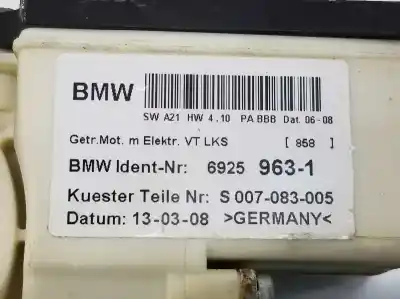 BMW
SW A21 HW 4.10 PA BBB Dat. 06-08
Getr.Mot. m Elektr. VT LKS [ 858 ]
BMW Ident-Nr: 6925 963-1
Kuester Teile Nr: S 007-083-005
Datum: 13-03-08 >GERMANY<